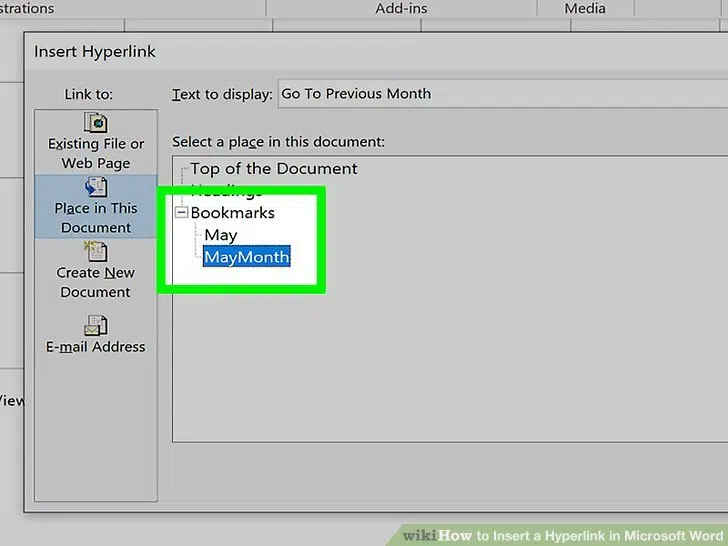 strations Add-ins Media
Insert Hyperlink
Link to:
Text to display: Go To Previous Month
Existing File or
Web Page
Select a place in this document:
Top of the Document
Headings
Place in This
Document
Bookmarks
May
MayMonth
Create New
Document
E-mail Address
View
wikiHow to Insert a Hyperlink in Microsoft Word